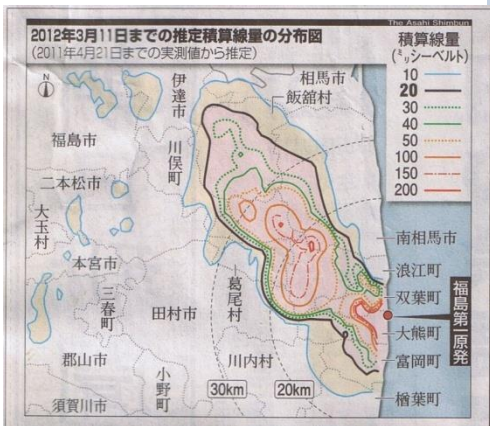 The Asahi Shimbun
2012年3月11日までの推定積算線量の分布図
(2011年4月21日までの実測値から推定)
積算線量
(ミリシーベルト)
10
20
30
40
50
100
150
200
N
伊達市
相馬市
飯舘村
福島市
川俣町
二本松市
大玉村
本宮市
南相馬市
浪江町
双葉町
福島第一原発
三春町
田村市
葛尾村
大熊町
郡山市
川内村
富岡町
小野町
30km
20km
楢葉町
須賀川市